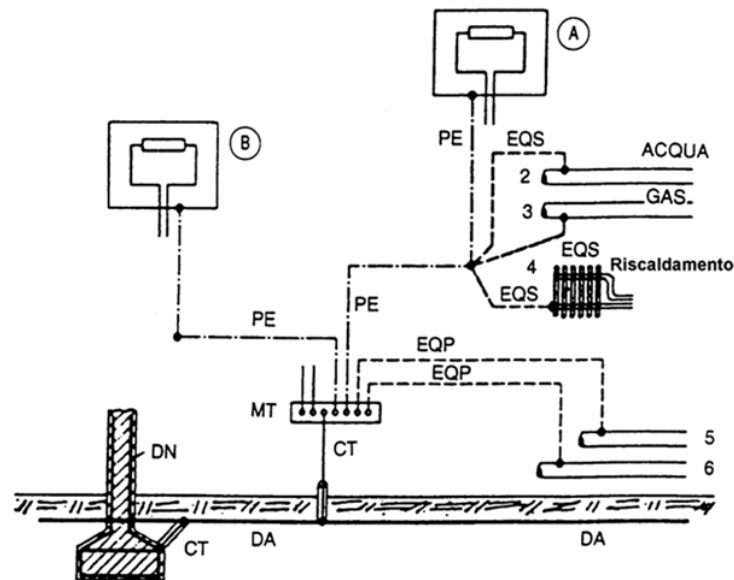 A
B
PE
EQS
ACQUA
2
GAS
3
EQS
4
Riscaldamento
EQS
PE
PE
EQP
EQP
MT
CT
5
6
DN
CT
DA
DA